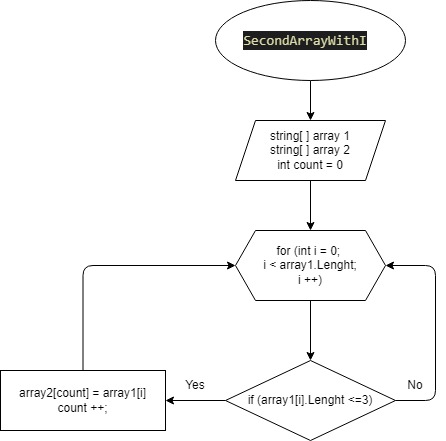 SecondArrayWithI
string[ ] array 1
string[ ] array 2
int count = 0
for (int i = 0;
i < array1.Lenght;
i ++)
if (array1[i].Lenght <=3)
Yes
No
array2[count] = array1[i]
count ++;